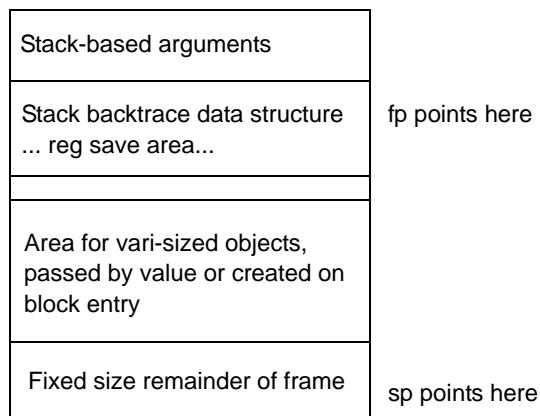 Stack-based arguments
Stack backtrace data structure
fp points here
... reg save area...
Area for vari-sized objects,
passed by value or created on
block entry
Fixed size remainder of frame
sp points here